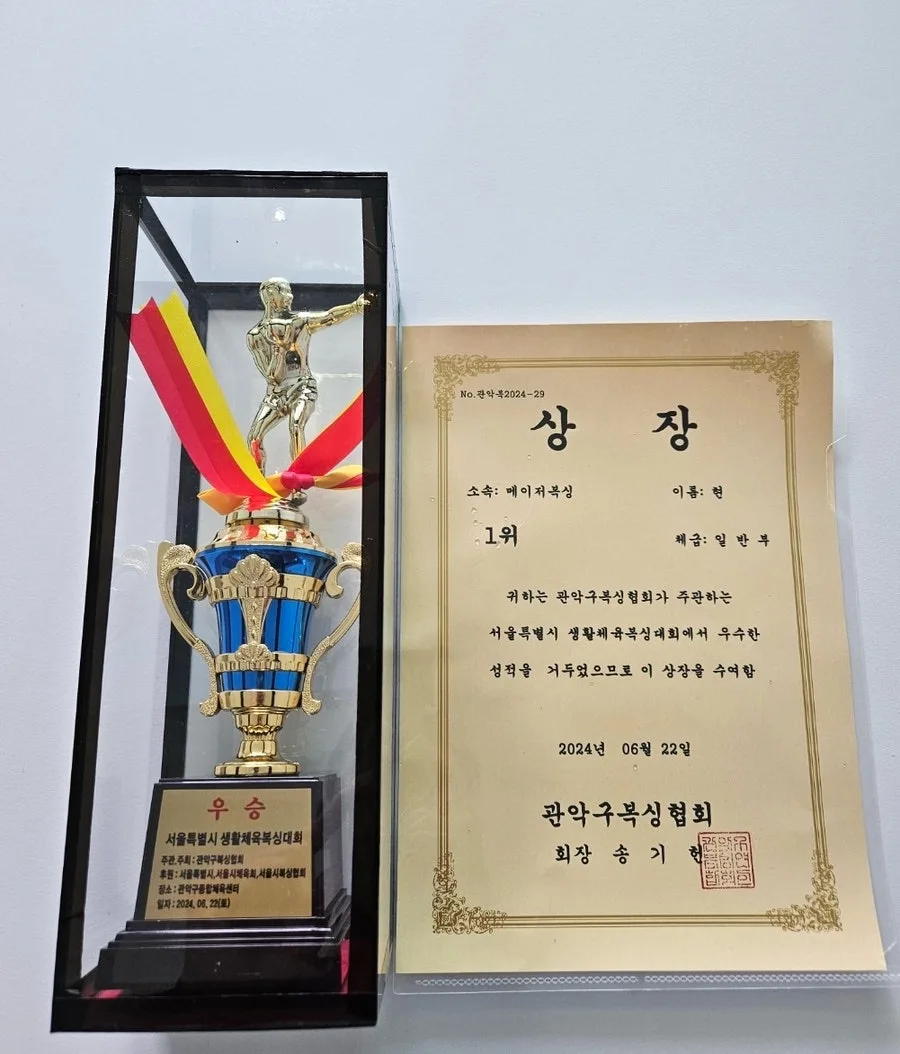 우 승
서울특별시 생활체육복싱대회
주관.주최 : 관악구복싱협회
후원 : 서울특별시,서울시체육회,서울시복싱협회
장소 : 관악구종합체육센터
일자 : 2024. 06. 22(토)
No.관악복2024-29
상 장
소속: 메이저복싱 이름: 현
1위 체급: 일 반 부
귀하는 관악구복싱협회가 주관하는
서울특별시 생활체육복싱대회에서 우수한
성적을 거두었으므로 이 상장을 수여함
2024년 06월 22일
관악구복싱협회
회장 송 기 헌